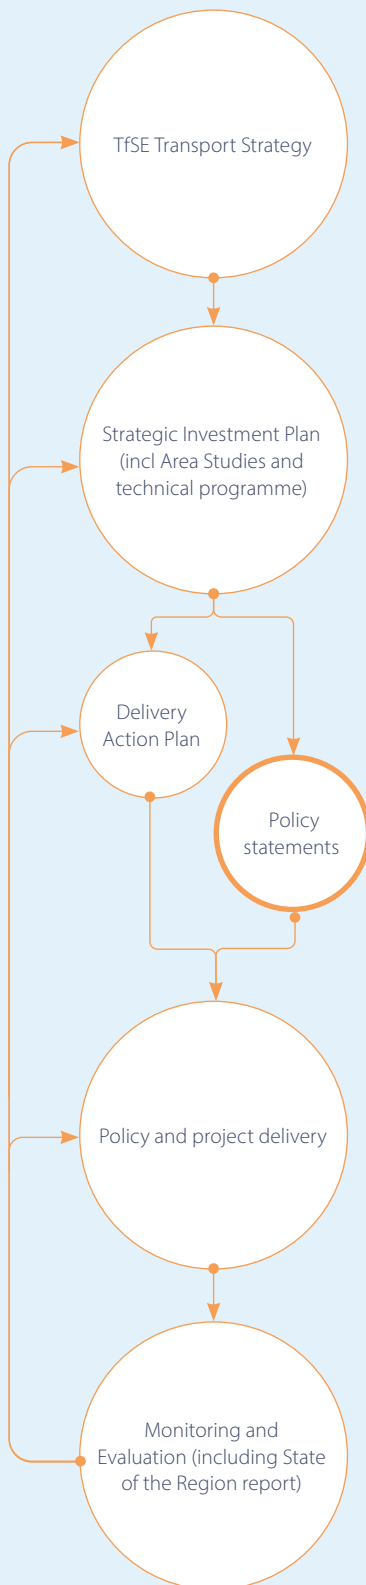 TfSE Transport Strategy
Strategic Investment Plan
(incl Area Studies and
technical programme)
Delivery
Action Plan
Policy
statements
Policy and project delivery
Monitoring and
Evaluation (including State
of the Region report)